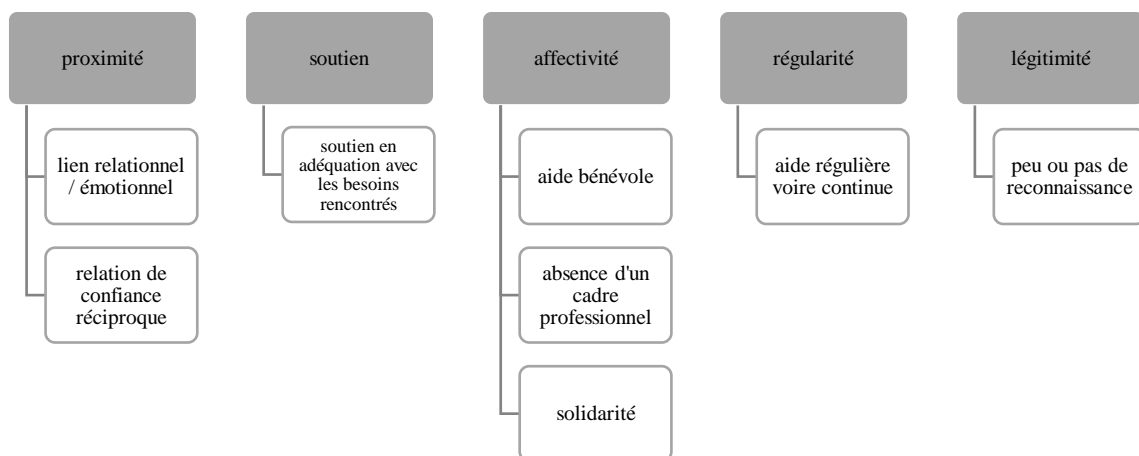 proximité
lien relationnel
/ émotionnel
relation de
confiance
réciproque
soutien
soutien en
adéquation avec
les besoins
rencontrés
affectivité
aide bénévole
absence d'un
cadre
professionnel
solidarité
régularité
aide régulière
voire continue
légitimité
peu ou pas de
reconnaissance